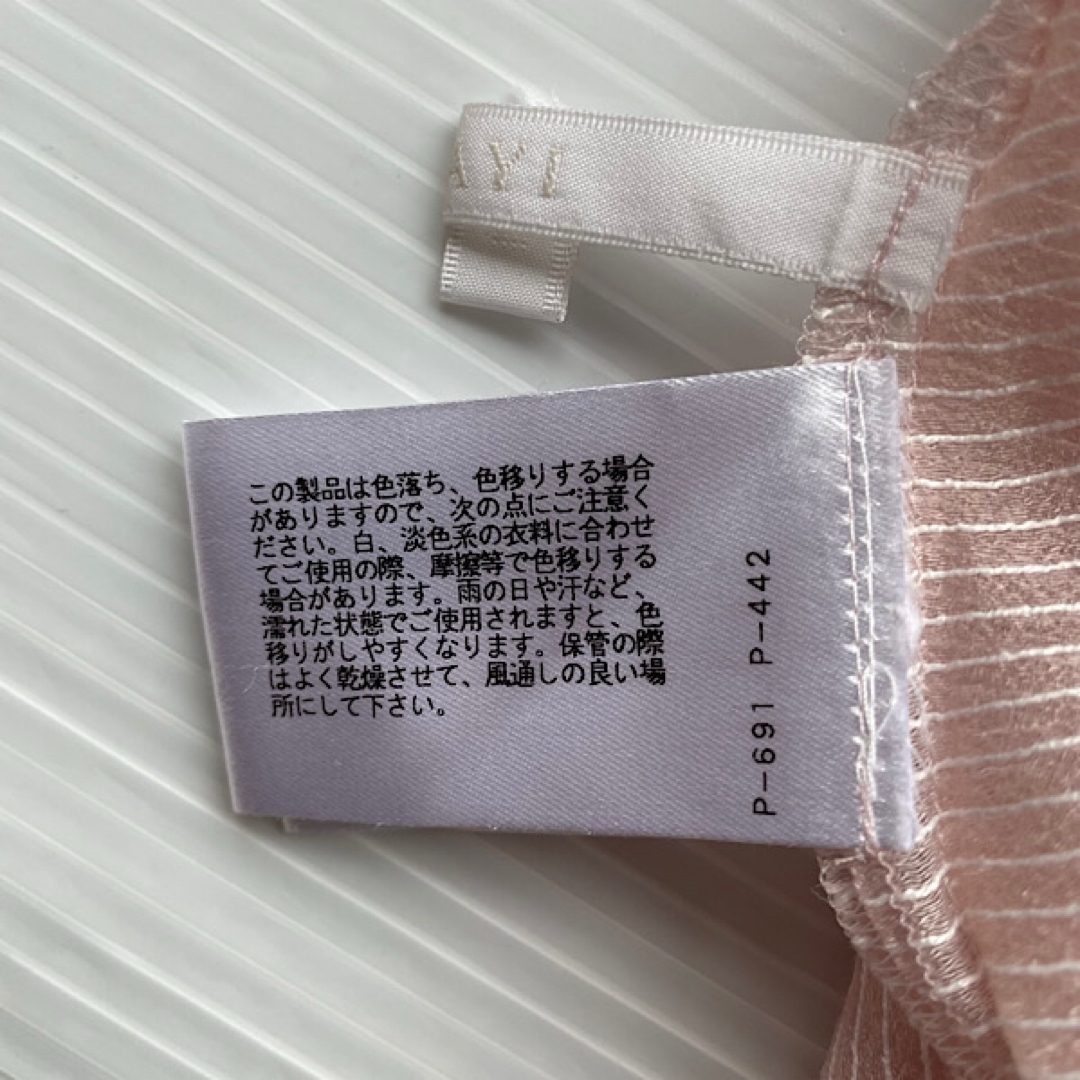 AYI
この製品は色落ち、色移りする場合
がありますので、次の点にご注意く
ださい。白、淡色系の衣料に合わせ
てご使用の際、摩擦等で色移りする
場合があります。雨の日や汗など、
濡れた状態でご使用されますと、色
移りがしやすくなります。保管の際
はよく乾燥させて、風通しの良い場
所にして下さい。
P-691 P-442